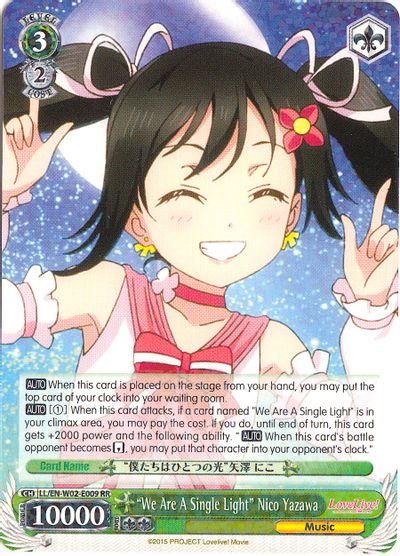 LEVEL
3
2
COST
AUTO When this card is placed on the stage from your hand, you may put the
top card of your clock into your waiting room.
AUTO [①] When this card attacks, if a card named "We Are A Single Light" is in
your climax area, you may pay the cost. If you do, until end of turn, this card
gets +2000 power and the following ability. "AUTO When this card's battle
opponent becomes [ ], you may put that character into your opponent's clock."
Card Name
"僕たちはひとつの光"矢澤 にこ
CH LL/EN-W02-E009 RR
POWER 10000
"We Are A Single Light" Nico Yazawa
LoveLive!
Music
©2015 PROJECT Lovelive! Movie